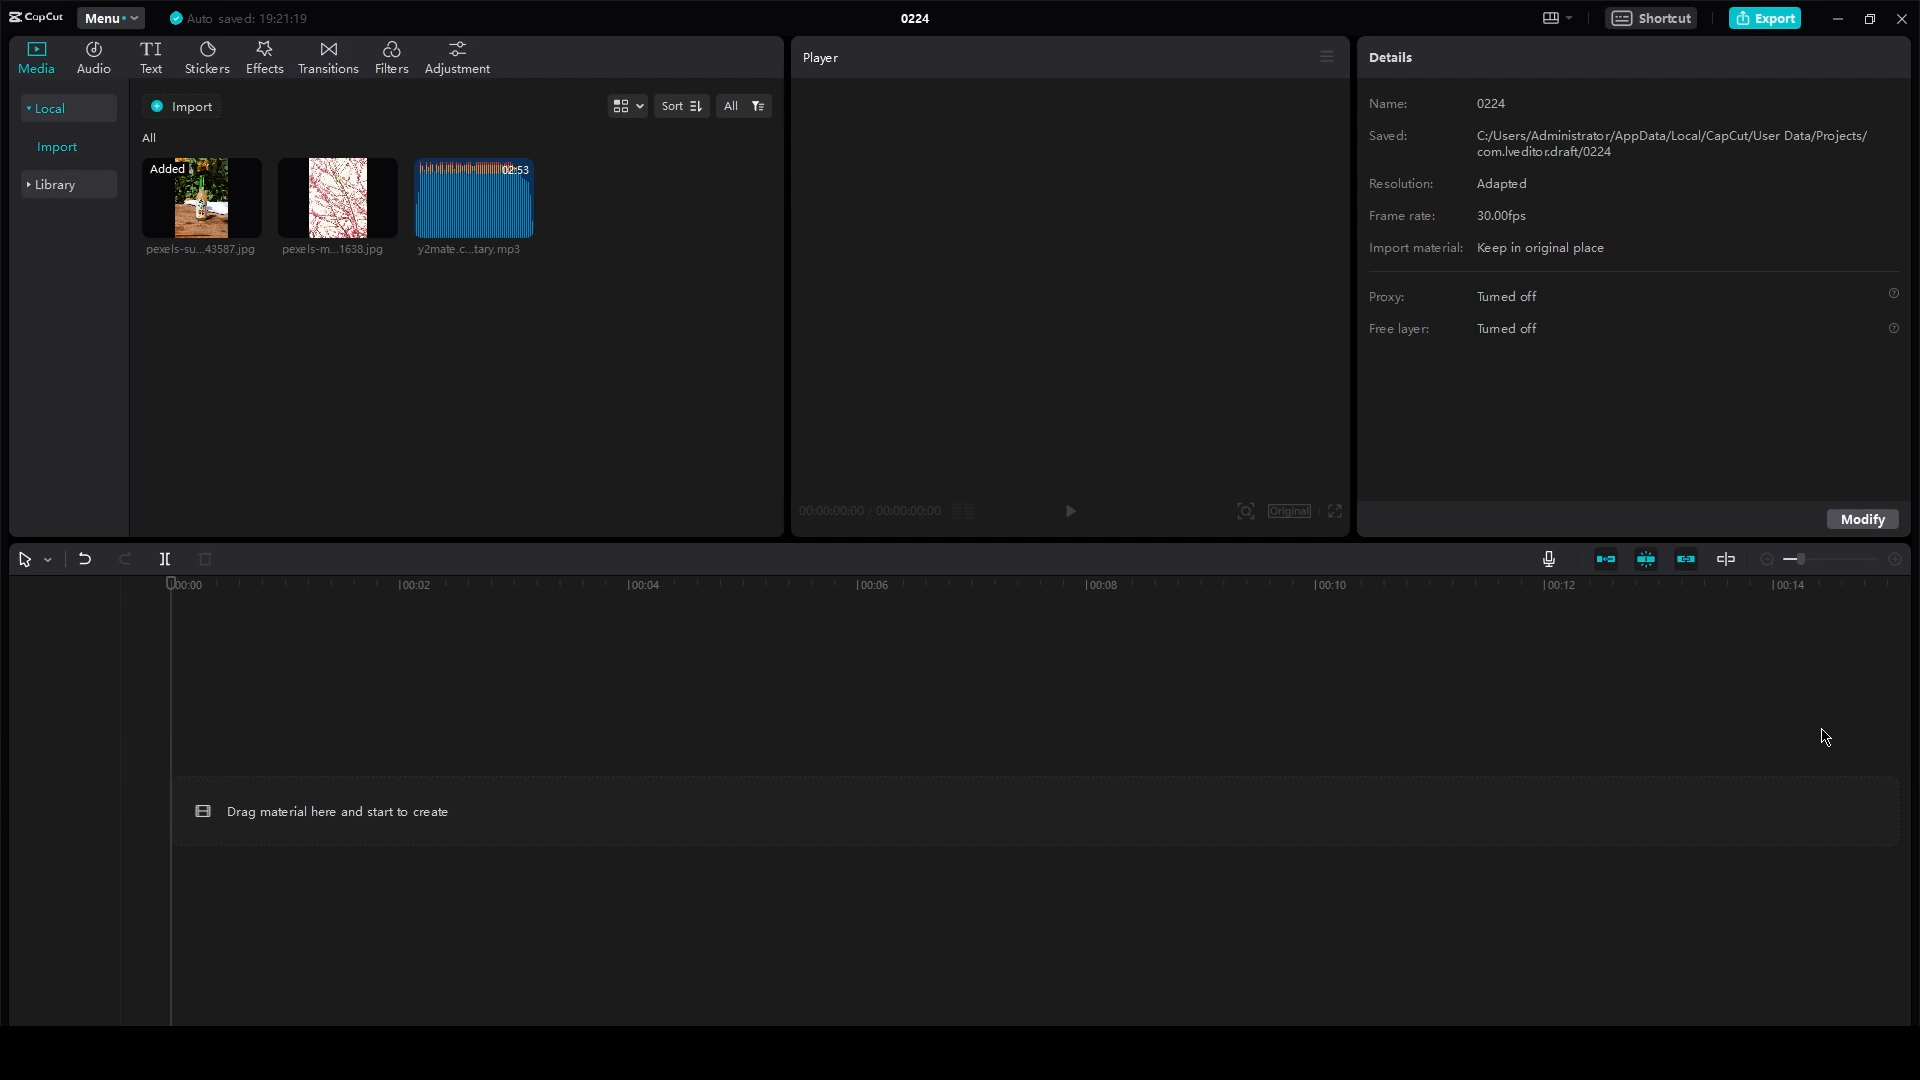 CapCut Menu Auto saved: 19:21:19 0224 Shortcut Export
Media Audio Text Stickers Effects Transitions Filters Adjustment
Local
Import
Library
Import Sort All
All
Added 02:53
pexels-su...43587.jpg pexels-m...1638.jpg y2mate.c...tary.mp3
Player
00:00:00:00 / 00:00:00:00 Original
Details
Name: 0224
Saved: C:/Users/Administrator/AppData/Local/CapCut/User Data/Projects/
com.lveditor.draft/0224
Resolution: Adapted
Frame rate: 30.00fps
Import material: Keep in original place
Proxy: Turned off
Free layer: Turned off
Modify
00:00 00:02 00:04 00:06 00:08 00:10 00:12 00:14
Drag material here and start to create